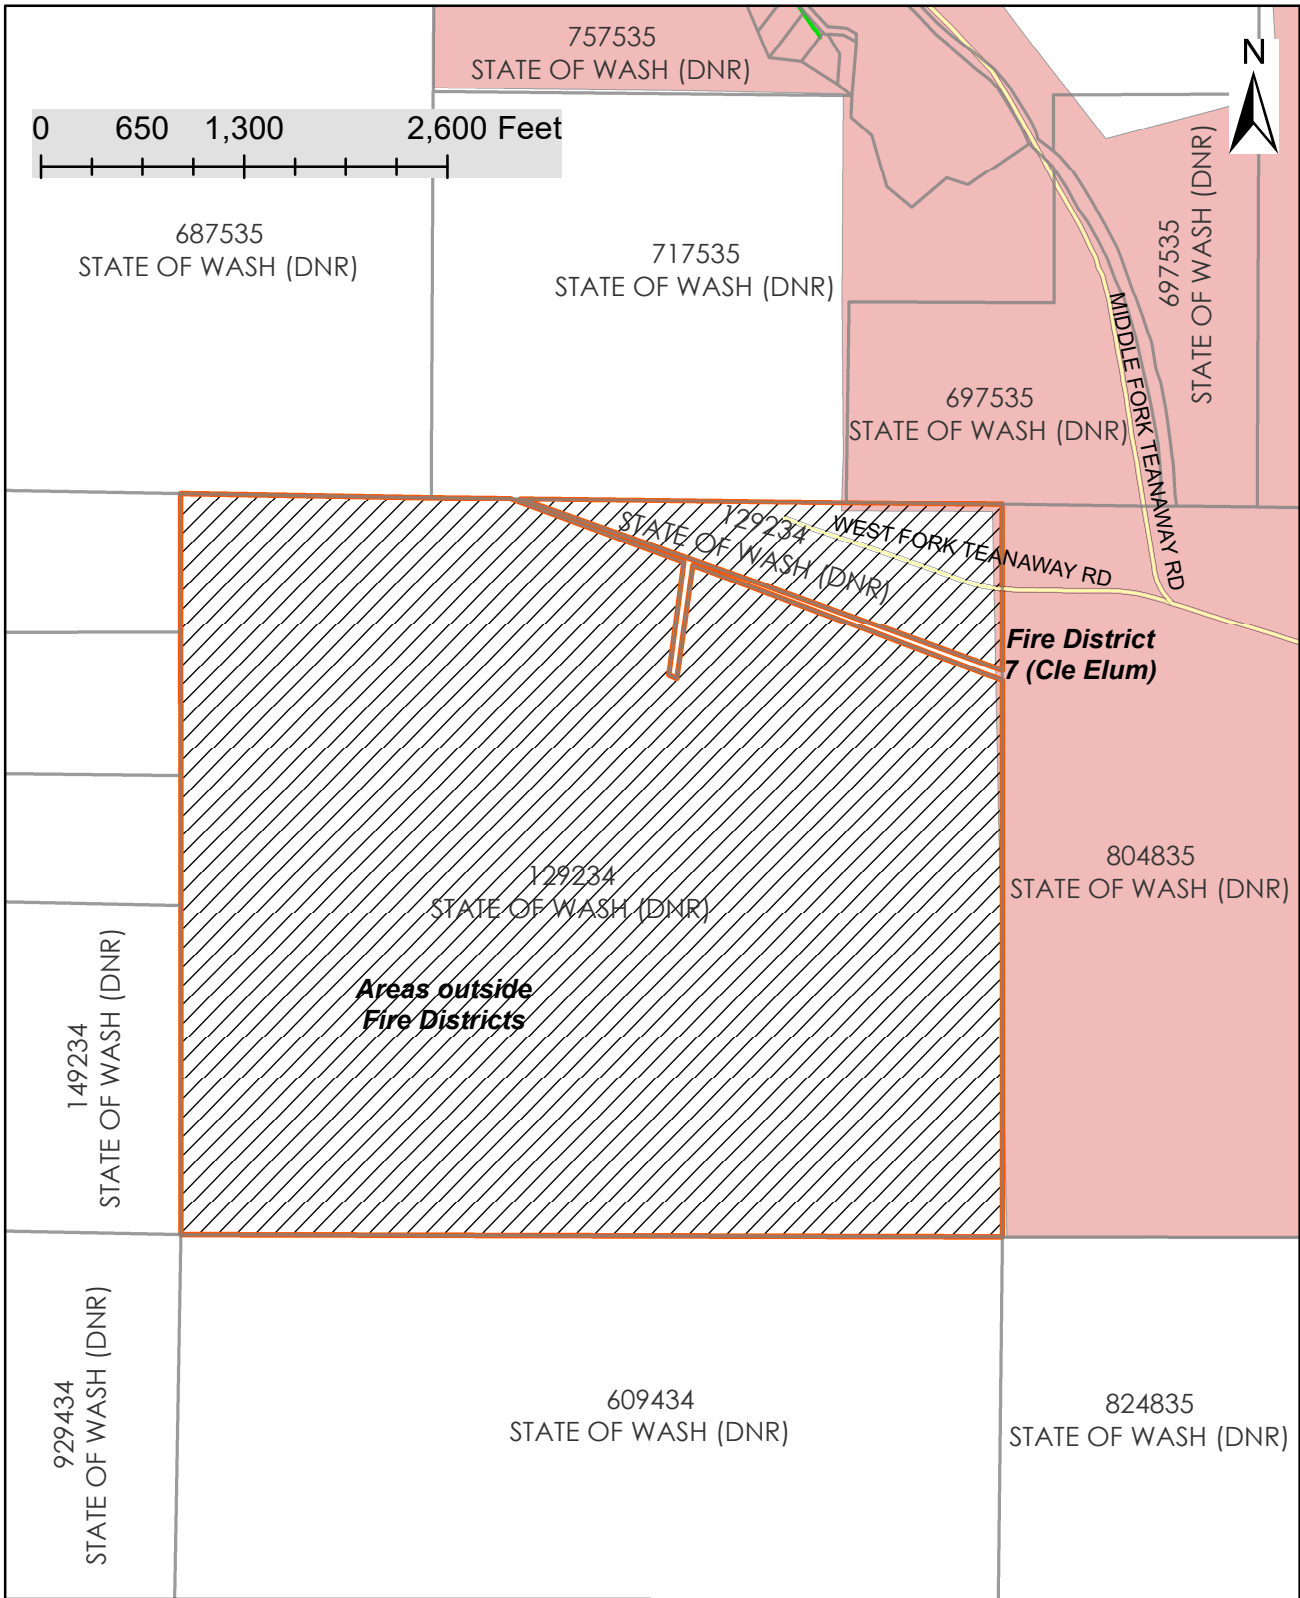 757535
STATE OF WASH (DNR)
N
0 650 1,300 2,600 Feet
687535
STATE OF WASH (DNR)
717535
STATE OF WASH (DNR)
697535
STATE OF WASH (DNR)
MIDDLE FORK TEANAWAY RD
697535
STATE OF WASH (DNR)
129234
STATE OF WASH (DNR)
WEST FORK TEANAWAY RD
Fire District
7 (Cle Elum)
129234
STATE OF WASH (DNR)
804835
STATE OF WASH (DNR)
Areas outside
Fire Districts
149234
STATE OF WASH (DNR)
929434
STATE OF WASH (DNR)
609434
STATE OF WASH (DNR)
824835
STATE OF WASH (DNR)